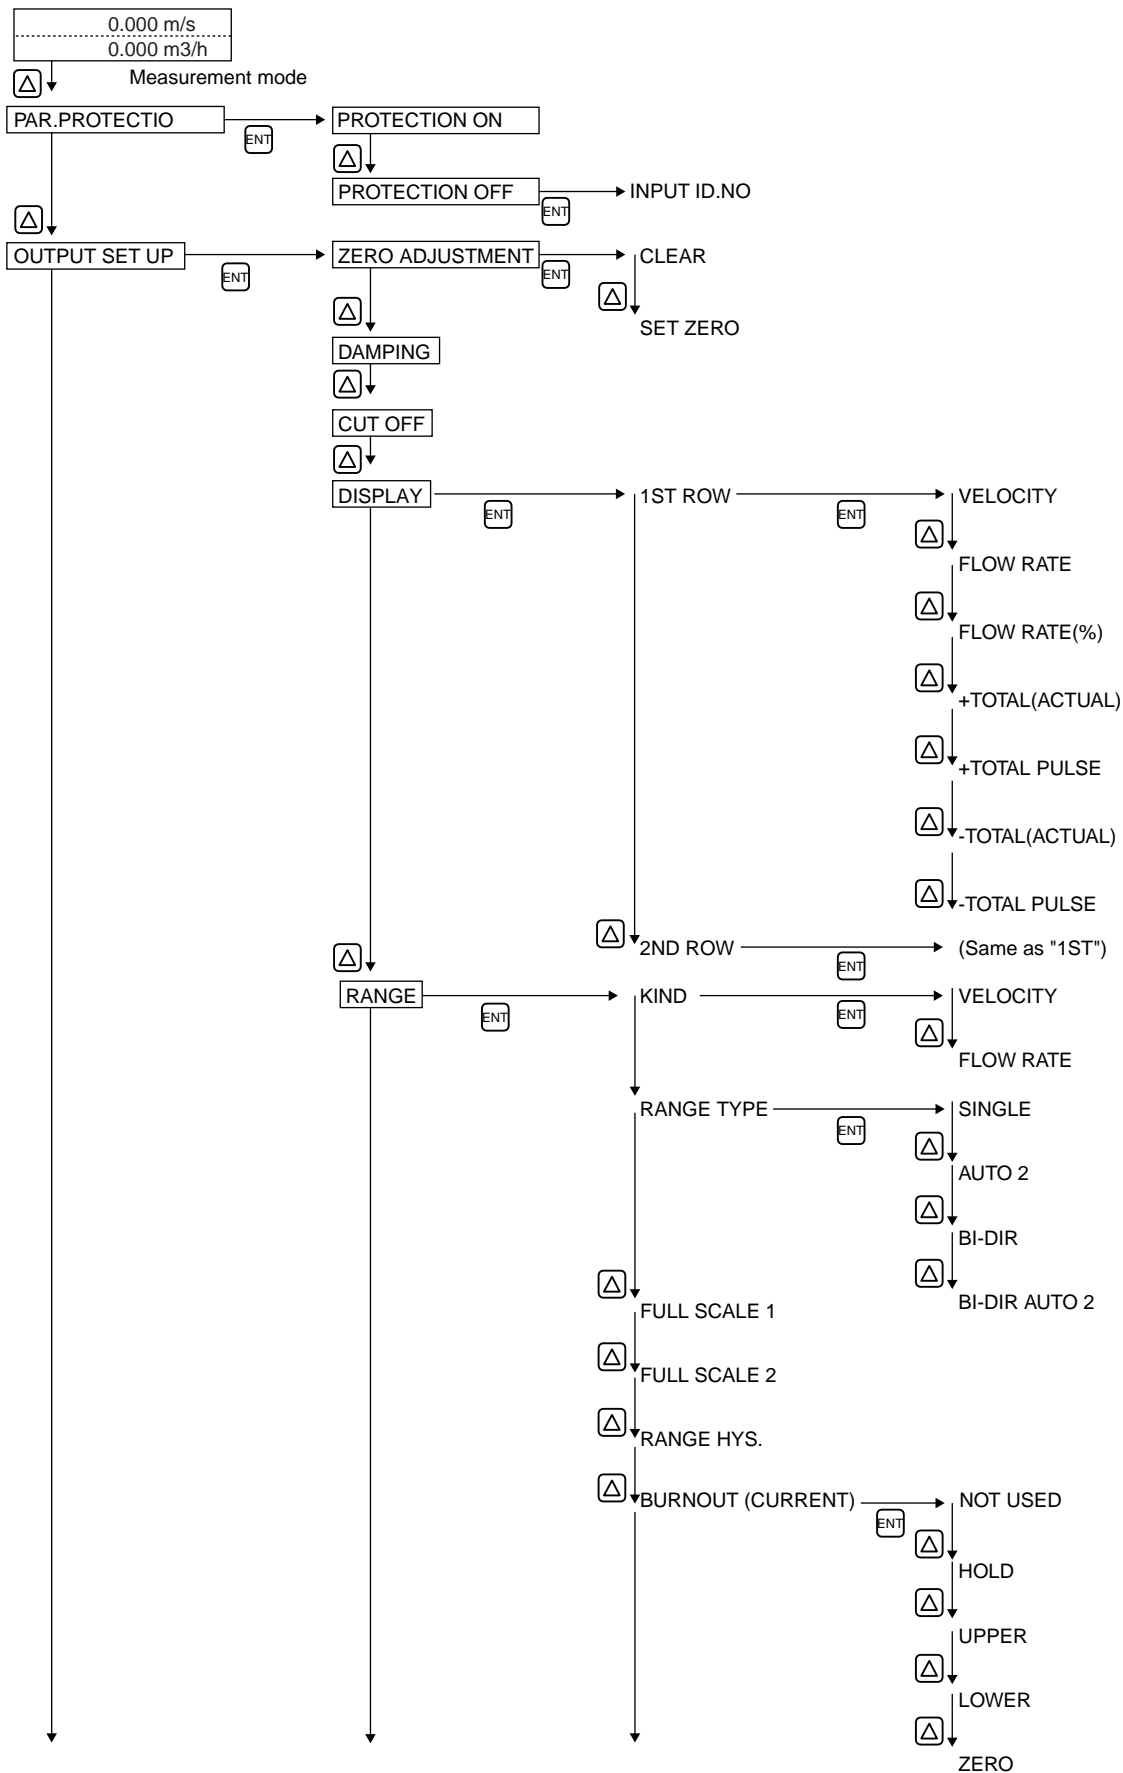 0.000 m/s
0.000 m3/h
Measurement mode
PAR.PROTECTIO
ENT
PROTECTION ON
PROTECTION OFF
ENT
INPUT ID.NO
OUTPUT SET UP
ENT
ZERO ADJUSTMENT
ENT
CLEAR
SET ZERO
DAMPING
CUT OFF
DISPLAY
ENT
1ST ROW
ENT
VELOCITY
FLOW RATE
FLOW RATE(%)
+TOTAL(ACTUAL)
+TOTAL PULSE
-TOTAL(ACTUAL)
-TOTAL PULSE
2ND ROW
ENT
(Same as "1ST")
RANGE
ENT
KIND
ENT
VELOCITY
FLOW RATE
RANGE TYPE
ENT
SINGLE
AUTO 2
BI-DIR
BI-DIR AUTO 2
FULL SCALE 1
FULL SCALE 2
RANGE HYS.
BURNOUT (CURRENT)
ENT
NOT USED
HOLD
UPPER
LOWER
ZERO